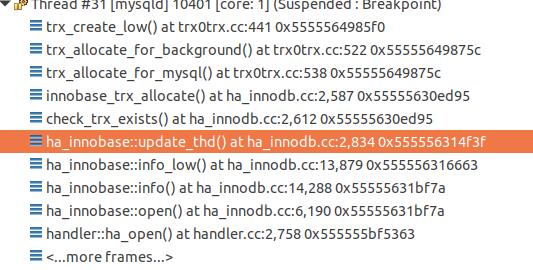 Thread #31 [mysqld] 10401 [core: 1] (Suspended : Breakpoint)
trx_create_low() at trx0trx.cc:441 0x5555564985f0
trx_allocate_for_background() at trx0trx.cc:522 0x55555649875c
trx_allocate_for_mysql() at trx0trx.cc:538 0x55555649875c
innobase_trx_allocate() at ha_innodb.cc:2,587 0x55555630ed95
check_trx_exists() at ha_innodb.cc:2,612 0x55555630ed95
ha_innobase::update_thd() at ha_innodb.cc:2,834 0x555556314f3f
ha_innobase::info_low() at ha_innodb.cc:13,879 0x555556316663
ha_innobase::info() at ha_innodb.cc:14,288 0x55555631bf7a
ha_innobase::open() at ha_innodb.cc:6,190 0x55555631bf7a
handler::ha_open() at handler.cc:2,758 0x555555bf5363
<...more frames...>